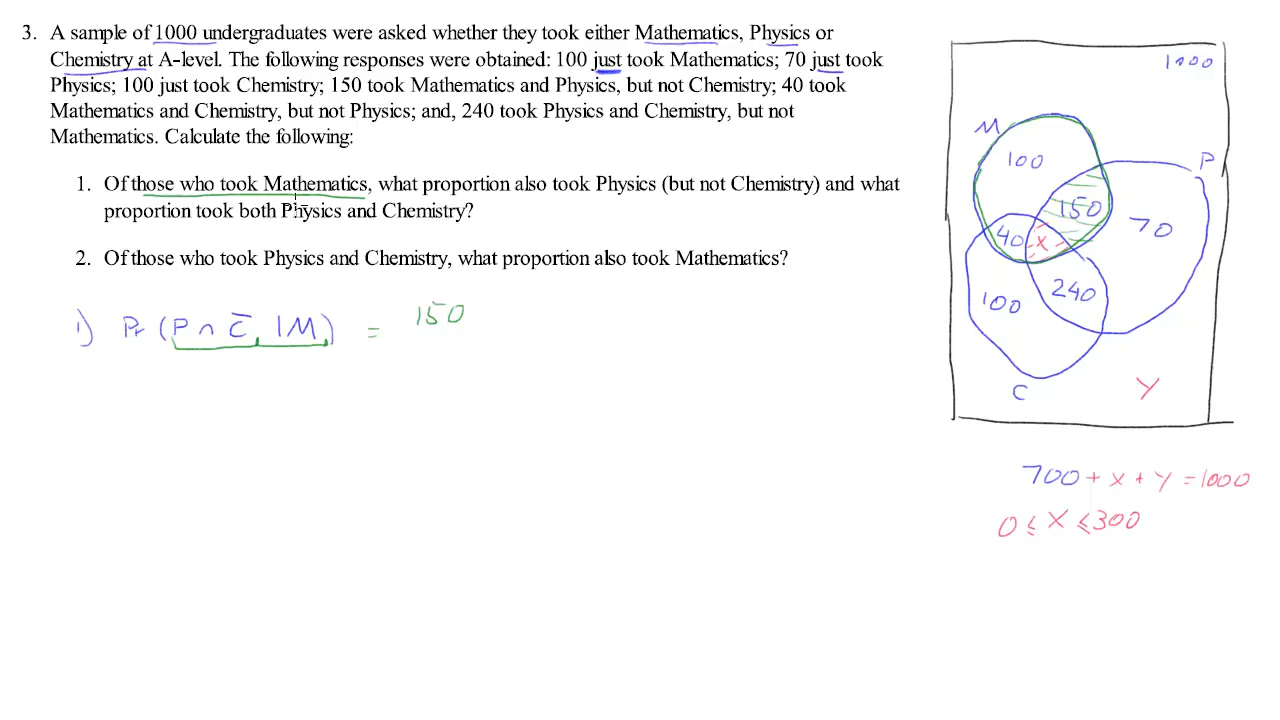 3. A sample of 1000 undergraduates were asked whether they took either Mathematics, Physics or
Chemistry at A-level. The following responses were obtained: 100 just took Mathematics; 70 just took
Physics; 100 just took Chemistry; 150 took Mathematics and Physics, but not Chemistry; 40 took
Mathematics and Chemistry, but not Physics; and, 240 took Physics and Chemistry, but not
Mathematics. Calculate the following:
1. Of those who took Mathematics, what proportion also took Physics (but not Chemistry) and what
proportion took both Physics and Chemistry?
2. Of those who took Physics and Chemistry, what proportion also took Mathematics?
1) Pr (P ∩ C̅ | M) = 150
1000
M
100
P
150
70
40 x
240
100
C
Y
700 + x + y = 1000
0 ≤ x ≤ 300